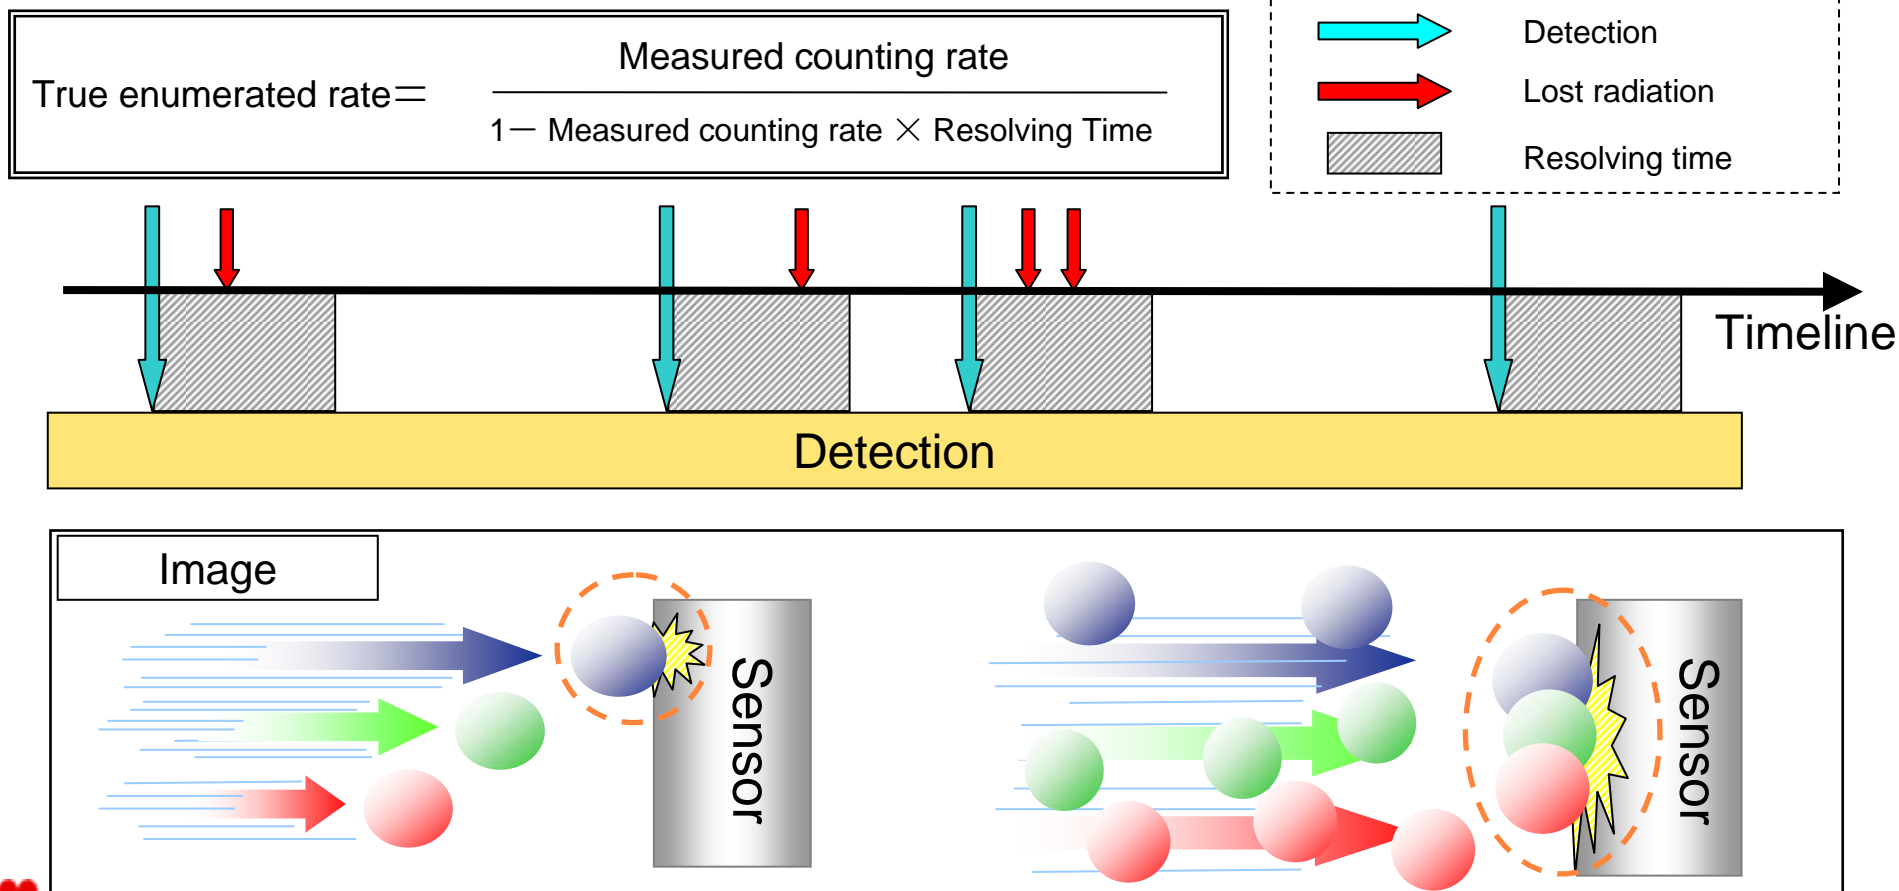 Measured counting rate
True enumerated rate＝
1－ Measured counting rate × Resolving Time
Detection
Lost radiation
Resolving time
Timeline
Detection
Image
Sensor
Sensor